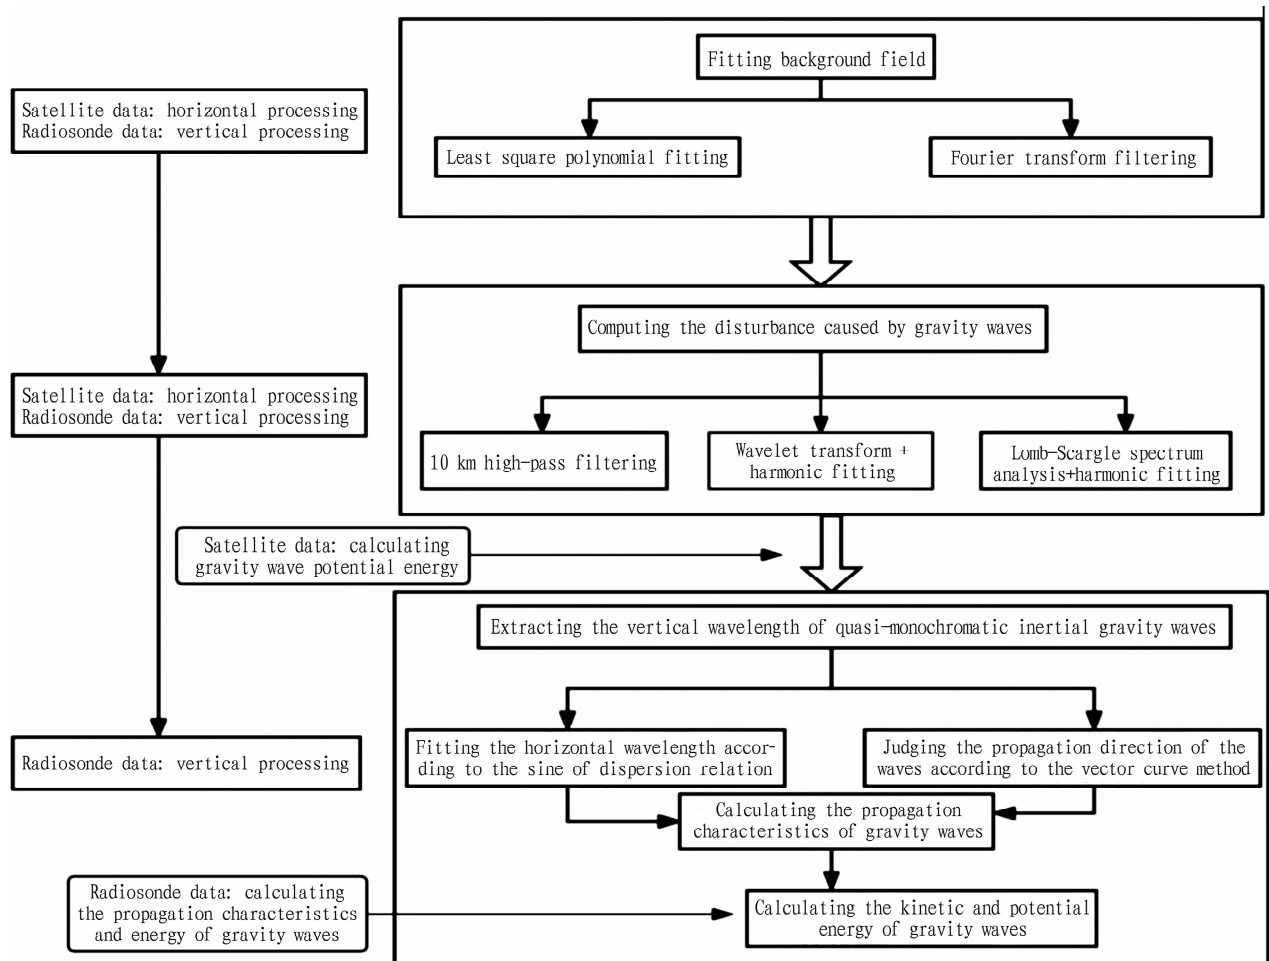 Fitting background field
Satellite data: horizontal processing
Radiosonde data: vertical processing
Least square polynomial fitting
Fourier transform filtering
Computing the disturbance caused by gravity waves
Satellite data: horizontal processing
Radiosonde data: vertical processing
10 km high-pass filtering
Wavelet transform +
harmonic fitting
Lomb-Scargle spectrum
analysis+harmonic fitting
Satellite data: calculating
gravity wave potential energy
Extracting the vertical wavelength of quasi-monochromatic inertial gravity waves
Radiosonde data: vertical processing
Fitting the horizontal wavelength accor-
ding to the sine of dispersion relation
Judging the propagation direction of the
waves according to the vector curve method
Calculating the propagation
characteristics of gravity waves
Radiosonde data: calculating
the propagation characteristics
and energy of gravity waves
Calculating the kinetic and potential
energy of gravity waves